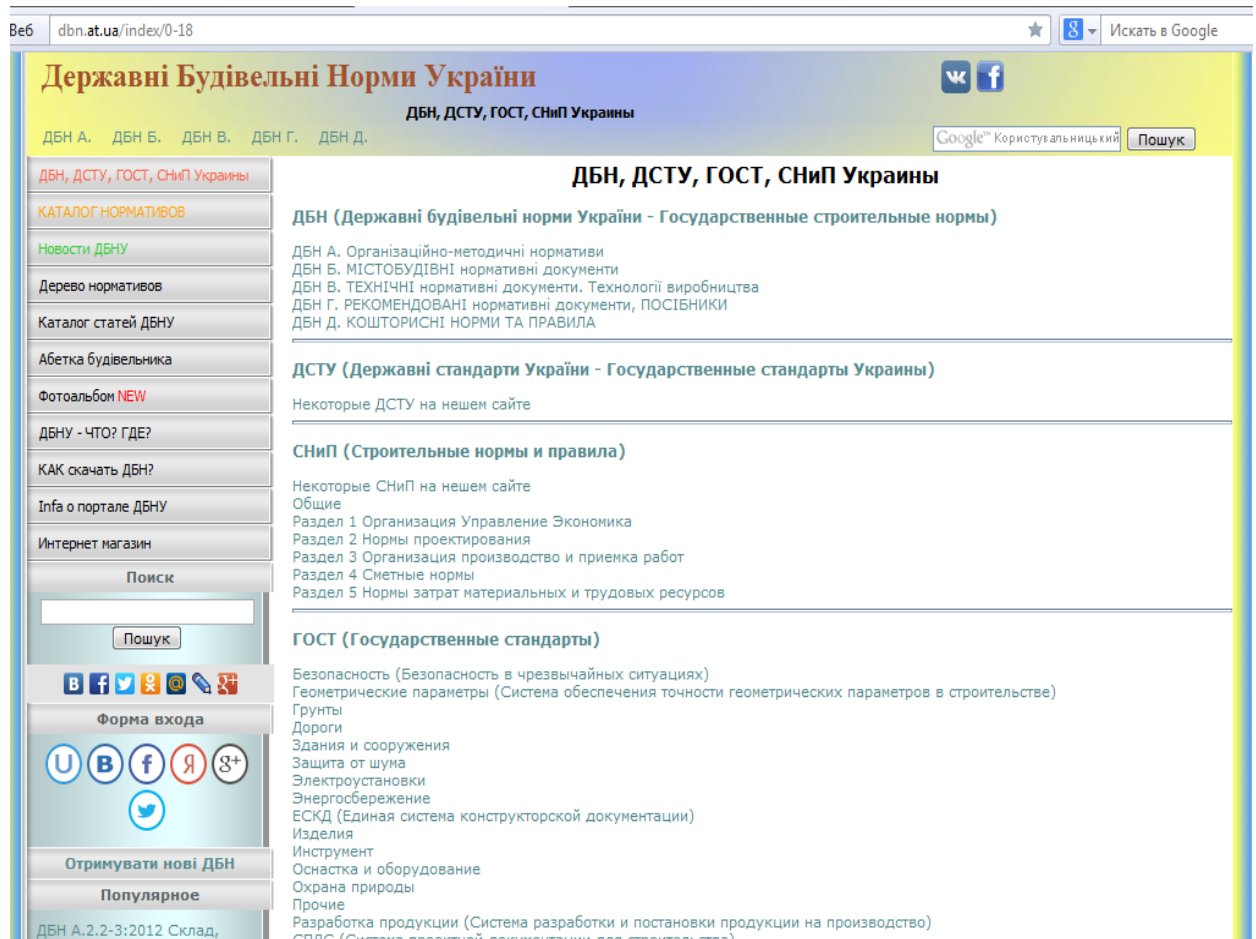 Веб dbn.at.ua/index/0-18 Искать в Google
Державні Будівельні Норми України
ДБН, ДСТУ, ГОСТ, СНиП Украины
ДБН А. ДБН Б. ДБН В. ДБН Г. ДБН Д.
Google™ Користувальницький Пошук
ДБН, ДСТУ, ГОСТ, СНиП Украины
КАТАЛОГ НОРМАТИВОВ
Новости ДБНУ
Дерево нормативов
Каталог статей ДБНУ
Абетка будівельника
Фотоальбом NEW
ДБНУ - ЧТО? ГДЕ?
КАК скачать ДБН?
Infa о портале ДБНУ
Интернет магазин
Поиск
Пошук
Форма входа
Отримувати нові ДБН
Популярное
ДБН А.2.2-3:2012 Склад,
ДБН, ДСТУ, ГОСТ, СНиП Украины
ДБН (Державні будівельні норми України - Государственные строительные нормы)
ДБН А. Організаційно-методичні нормативи
ДБН Б. МІСТОБУДІВНІ нормативні документи
ДБН В. ТЕХНІЧНІ нормативні документи. Технології виробництва
ДБН Г. РЕКОМЕНДОВАНІ нормативні документи, ПОСІБНИКИ
ДБН Д. КОШТОРИСНІ НОРМИ ТА ПРАВИЛА
ДСТУ (Державні стандарти України - Государственные стандарты Украины)
Некоторые ДСТУ на нешем сайте
СНиП (Строительные нормы и правила)
Некоторые СНиП на нешем сайте
Общие
Раздел 1 Организация Управление Экономика
Раздел 2 Нормы проектирования
Раздел 3 Организация производство и приемка работ
Раздел 4 Сметные нормы
Раздел 5 Нормы затрат материальных и трудовых ресурсов
ГОСТ (Государственные стандарты)
Безопасность (Безопасность в чрезвычайных ситуациях)
Геометрические параметры (Система обеспечения точности геометрических параметров в строительстве)
Грунты
Дороги
Здания и сооружения
Защита от шума
Электроустановки
Энергосбережение
ЕСКД (Единая система конструкторской документации)
Изделия
Инструмент
Оснастка и оборудование
Охрана природы
Прочие
Разработка продукции (Система разработки и постановки продукции на производство)
СПДС (Система проектной документации для строительства)